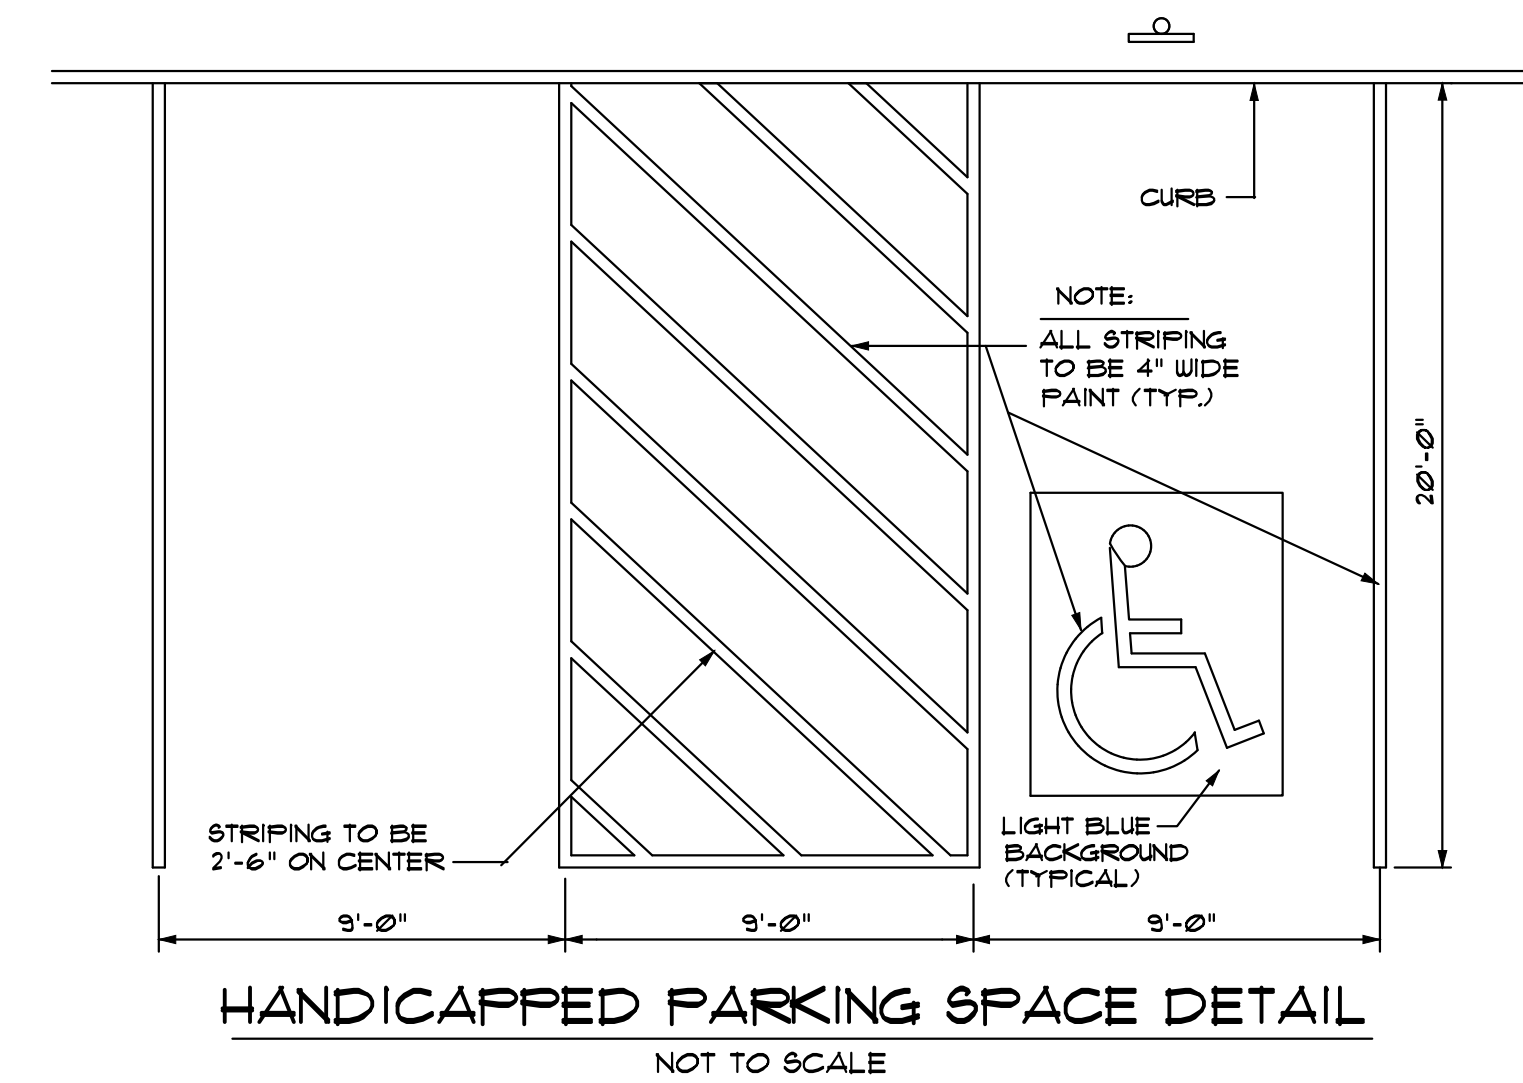 CURB
NOTE:
ALL STRIPING
TO BE 4" WIDE
PAINT (TYP.)
20'-0"
STRIPING TO BE
2'-6" ON CENTER
LIGHT BLUE
BACKGROUND
(TYPICAL)
9'-0"
9'-0"
9'-0"
HANDICAPPED PARKING SPACE DETAIL
NOT TO SCALE